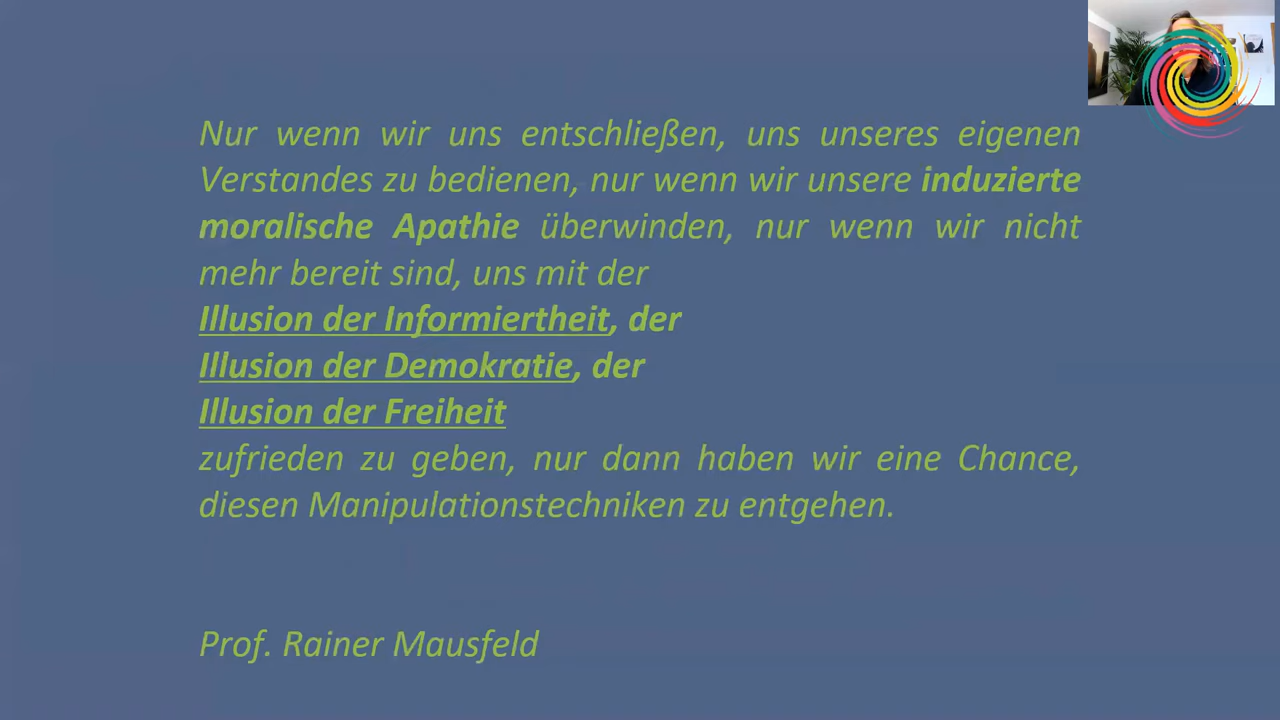 Nur wenn wir uns entschließen, uns unseres eigenen
Verstandes zu bedienen, nur wenn wir unsere induzierte
moralische Apathie überwinden, nur wenn wir nicht
mehr bereit sind, uns mit der
Illusion der Informiertheit, der
Illusion der Demokratie, der
Illusion der Freiheit
zufrieden zu geben, nur dann haben wir eine Chance,
diesen Manipulationstechniken zu entgehen.
Prof. Rainer Mausfeld